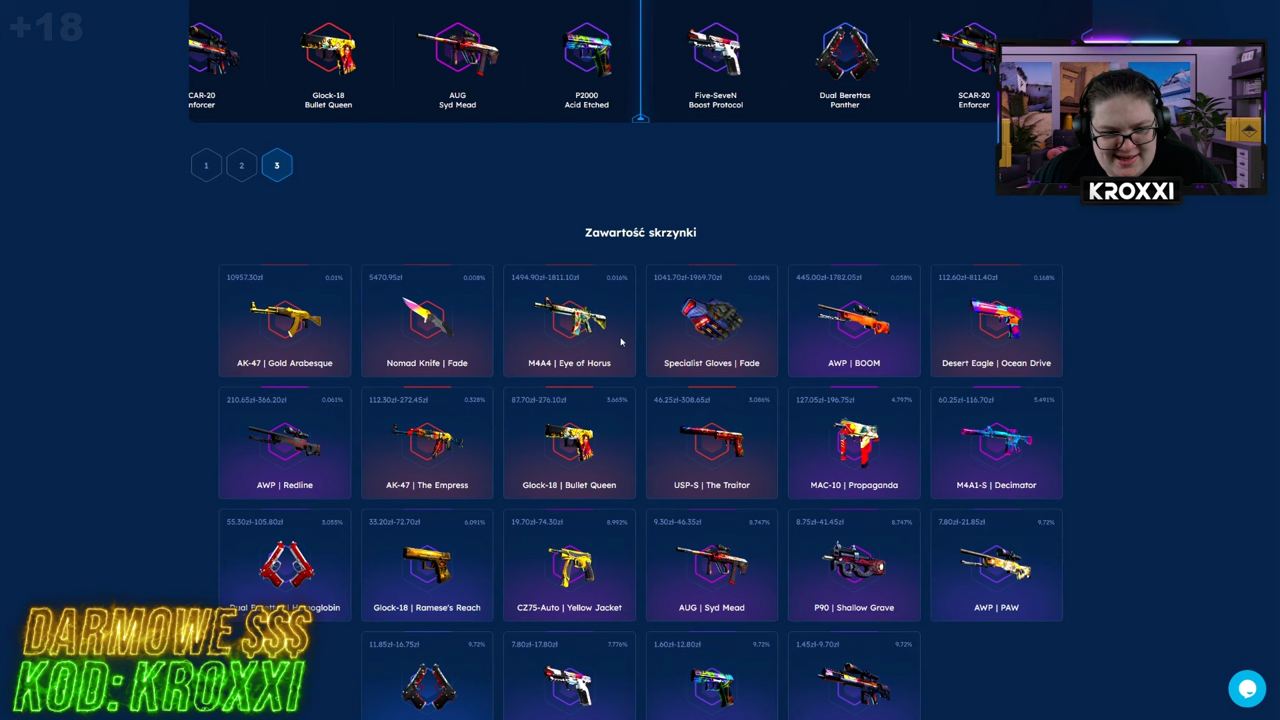 +18
CAR-20
nforcer
Glock-18
Bullet Queen
AUG
Syd Mead
P2000
Acid Etched
Five-SeveN
Boost Protocol
Dual Berettas
Panther
SCAR-20
Enforcer
KROXXI
1 2 3
Zawartość skrzynki
10957.30zł 0.01%
AK-47 | Gold Arabesque
5470.95zł 0.008%
Nomad Knife | Fade
1494.90zł-1811.10zł 0.016%
M4A4 | Eye of Horus
1041.70zł-1969.70zł 0.024%
Specialist Gloves | Fade
445.00zł-1782.05zł 0.058%
AWP | BOOM
112.60zł-811.40zł 0.168%
Desert Eagle | Ocean Drive
210.65zł-366.20zł 0.061%
AWP | Redline
112.30zł-272.45zł 0.328%
AK-47 | The Empress
87.70zł-276.10zł 3.665%
Glock-18 | Bullet Queen
46.25zł-308.65zł 3.086%
USP-S | The Traitor
127.05zł-196.75zł 4.797%
MAC-10 | Propaganda
60.25zł-116.70zł 5.491%
M4A1-S | Decimator
55.30zł-105.80zł 3.055%
Dual Berettas | Hemoglobin
33.20zł-72.70zł 6.091%
Glock-18 | Ramese's Reach
19.70zł-74.30zł 8.992%
CZ75-Auto | Yellow Jacket
9.30zł-46.35zł 8.747%
AUG | Syd Mead
8.75zł-41.45zł 8.747%
P90 | Shallow Grave
7.80zł-21.85zł 9.72%
AWP | PAW
11.85zł-16.75zł 9.72%
7.80zł-17.80zł 7.776%
1.60zł-12.80zł 9.72%
1.45zł-9.70zł 9.72%
DARMOWE $$$
KOD: KROXXI